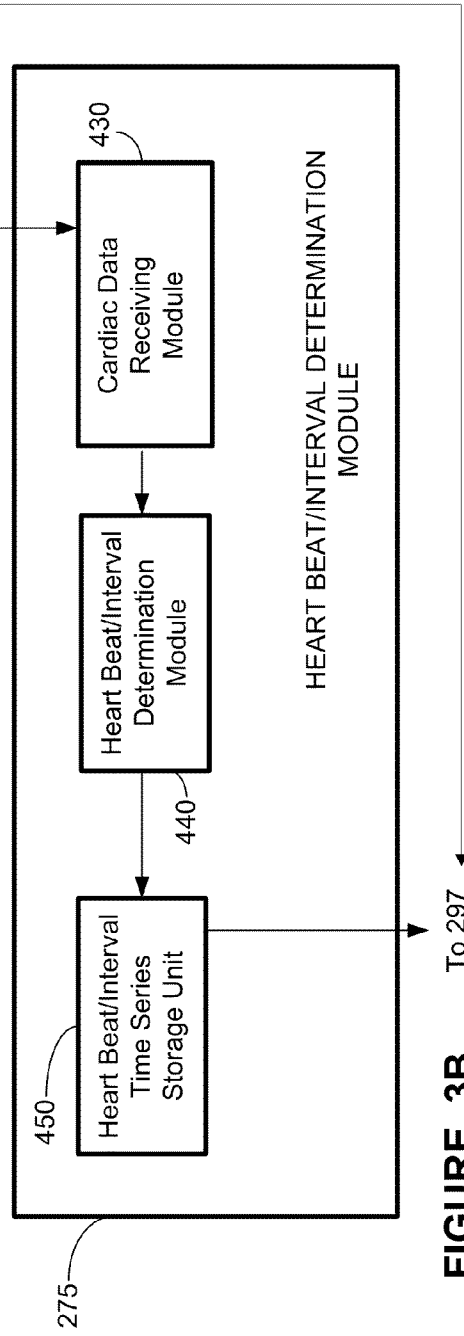 430
Cardiac Data
Receiving
Module
Heart Beat/Interval
Determination
Module
440
450
Heart Beat/Interval
Time Series
Storage Unit
HEART BEAT/INTERVAL DETERMINATION
MODULE
275
To 297
FIGURE 3B